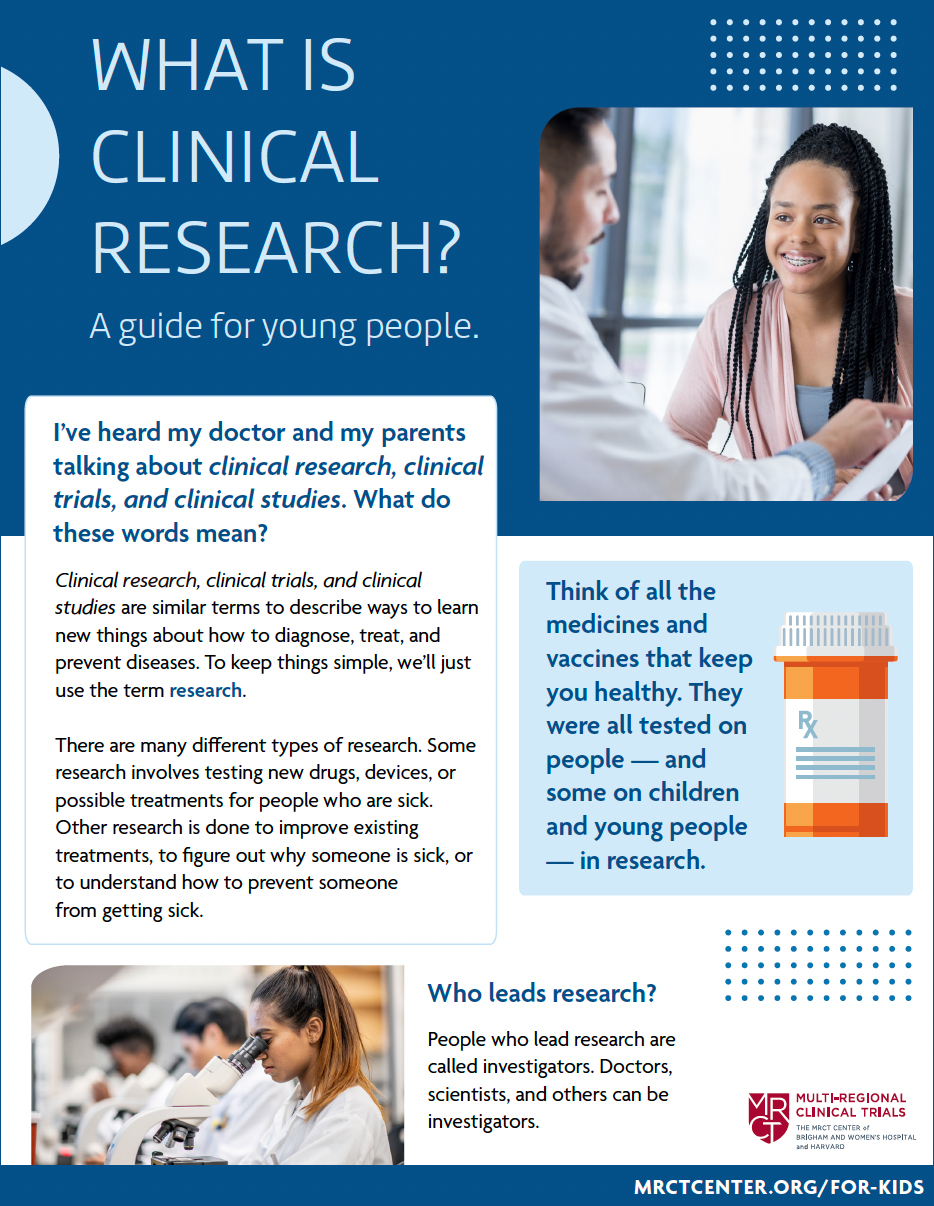 WHAT IS
CLINICAL
RESEARCH?
A guide for young people.
I've heard my doctor and my parents
talking about clinical research, clinical
trials, and clinical studies. What do
these words mean?
Clinical research, clinical trials, and clinical
studies are similar terms to describe ways to learn
new things about how to diagnose, treat, and
prevent diseases. To keep things simple, we'll just
use the term research.
There are many different types of research. Some
research involves testing new drugs, devices, or
possible treatments for people who are sick.
Other research is done to improve existing
treatments, to figure out why someone is sick, or
to understand how to prevent someone
from getting sick.
Think of all the
medicines and
vaccines that keep
you healthy. They
were all tested on
people — and
some on children
and young people
— in research.
Rx
Who leads research?
People who lead research are
called investigators. Doctors,
scientists, and others can be
investigators.
MR
CT
MULTI-REGIONAL
CLINICAL TRIALS
THE MRCT CENTER of
BRIGHAM AND WOMEN'S HOSPITAL
and HARVARD
MRCTCENTER.ORG/FOR-KIDS